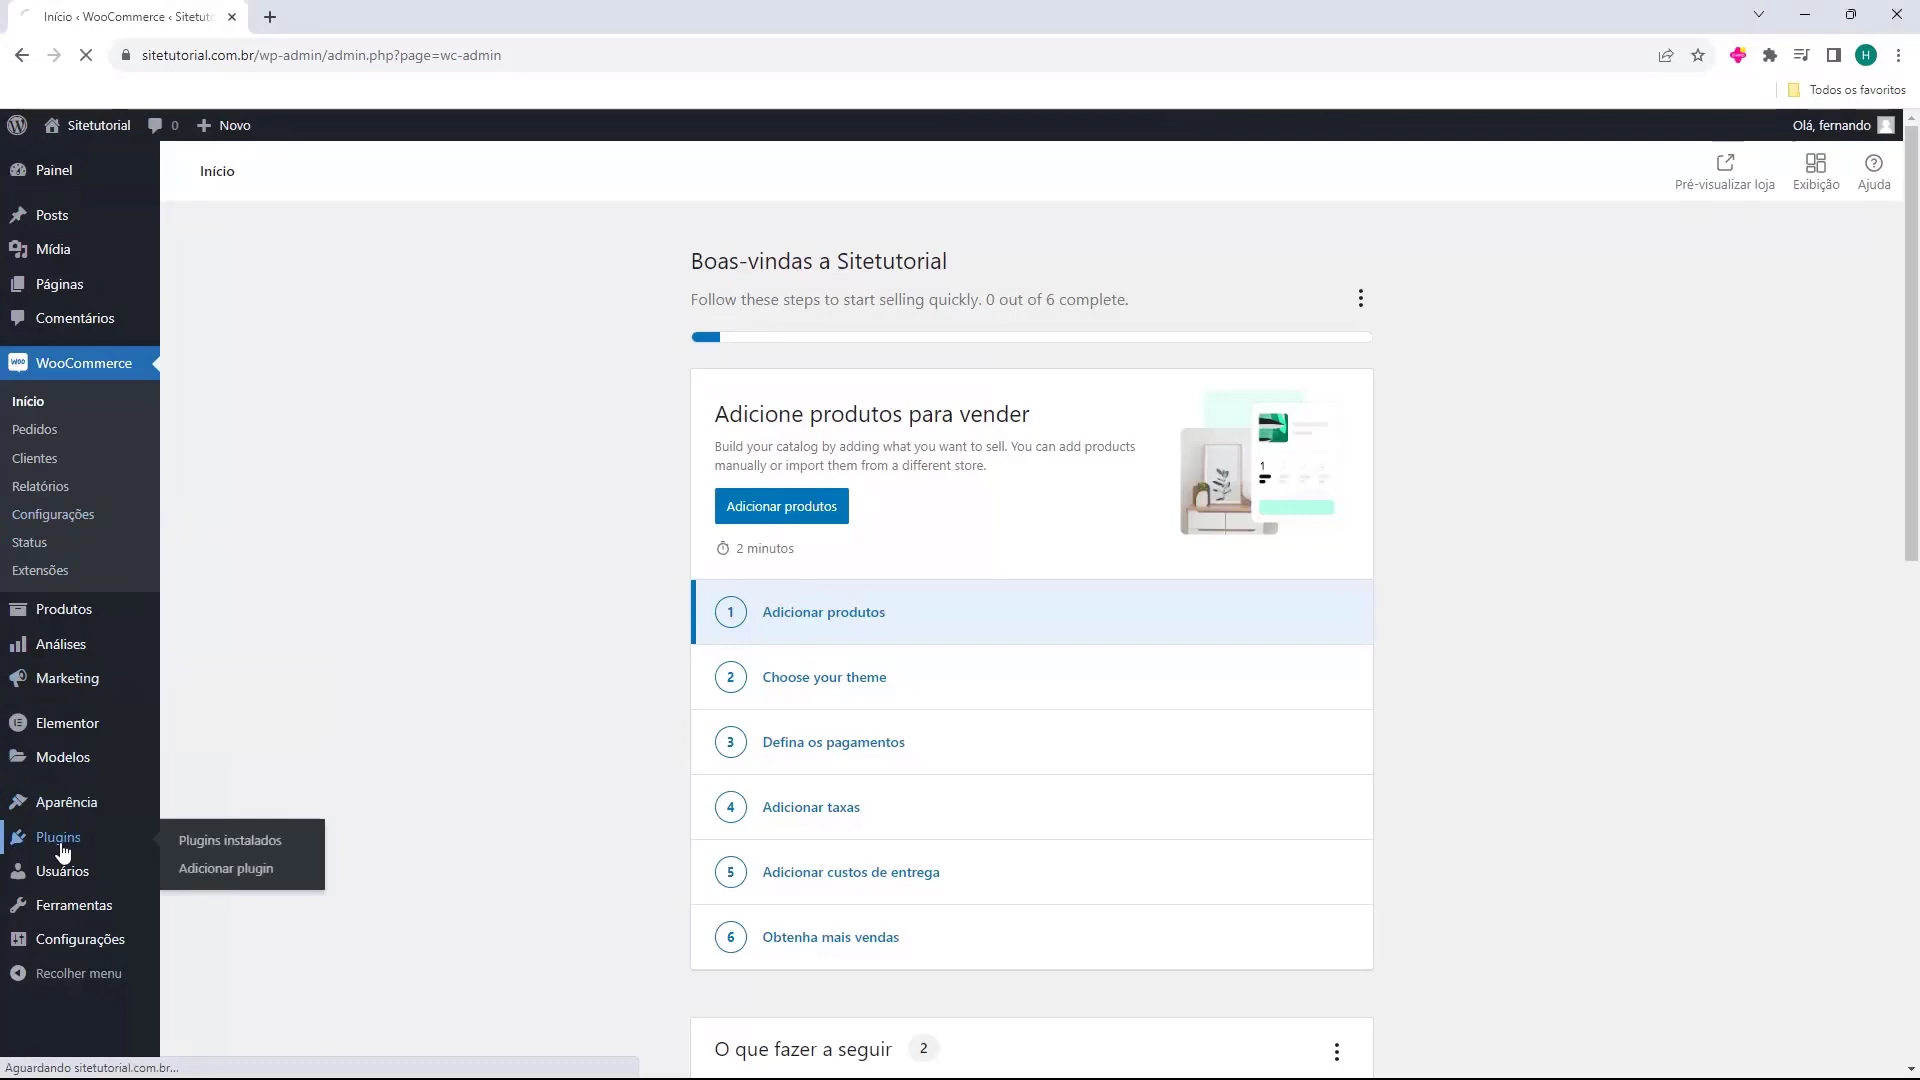 Início ‹ WooCommerce ‹ Sitetuto
sitetutorial.com.br/wp-admin/admin.php?page=wc-admin
H
Todos os favoritos
Sitetutorial
0
Novo
Olá, fernando
Painel
Posts
Mídia
Páginas
Comentários
WOO
WooCommerce
Início
Pedidos
Clientes
Relatórios
Configurações
Status
Extensões
Produtos
Análises
Marketing
Elementor
Modelos
Aparência
Plugins
Plugins instalados
Adicionar plugin
Usuários
Ferramentas
Configurações
Recolher menu
Aguardando sitetutorial.com.br...
Início
Pré-visualizar loja
Exibição
Ajuda
Boas-vindas a Sitetutorial
Follow these steps to start selling quickly. 0 out of 6 complete.
Adicione produtos para vender
Build your catalog by adding what you want to sell. You can add products
manually or import them from a different store.
Adicionar produtos
2 minutos
1
1 Adicionar produtos
2 Choose your theme
3 Defina os pagamentos
4 Adicionar taxas
5 Adicionar custos de entrega
6 Obtenha mais vendas
O que fazer a seguir 2